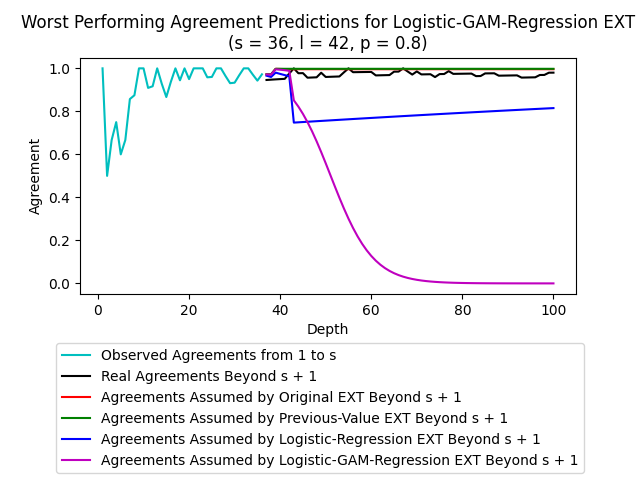 Worst Performing Agreement Predictions for Logistic-GAM-Regression EXT
(s = 36, l = 42, p = 0.8)
1.0
0.8
0.6
0.4
0.2
0.0
Agreement
0 20 40 60 80 100
Depth
Observed Agreements from 1 to s
Real Agreements Beyond s + 1
Agreements Assumed by Original EXT Beyond s + 1
Agreements Assumed by Previous-Value EXT Beyond s + 1
Agreements Assumed by Logistic-Regression EXT Beyond s + 1
Agreements Assumed by Logistic-GAM-Regression EXT Beyond s + 1